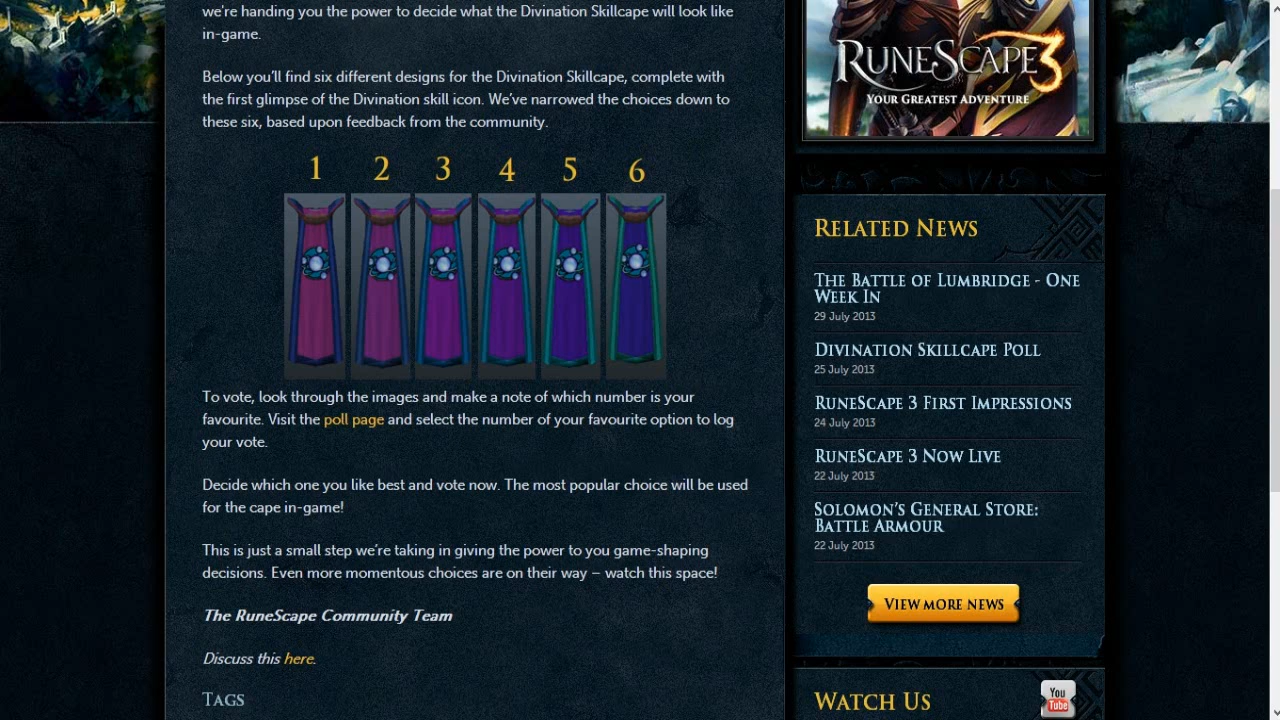 we're handing you the power to decide what the Divination Skillcape will look like
in-game.
Below you'll find six different designs for the Divination Skillcape, complete with
the first glimpse of the Divination skill icon. We've narrowed the choices down to
these six, based upon feedback from the community.
1 2 3 4 5 6
To vote, look through the images and make a note of which number is your
favourite. Visit the poll page and select the number of your favourite option to log
your vote.
Decide which one you like best and vote now. The most popular choice will be used
for the cape in-game!
This is just a small step we're taking in giving the power to you game-shaping
decisions. Even more momentous choices are on their way – watch this space!
The RuneScape Community Team
Discuss this here.
Tags
RuneScape 3
Your Greatest Adventure
Related News
The Battle of Lumbridge - One
Week In
29 July 2013
Divination Skillcape Poll
25 July 2013
RuneScape 3 First Impressions
24 July 2013
RuneScape 3 Now Live
22 July 2013
Solomon's General Store:
Battle Armour
22 July 2013
View more news
Watch Us
You
Tube